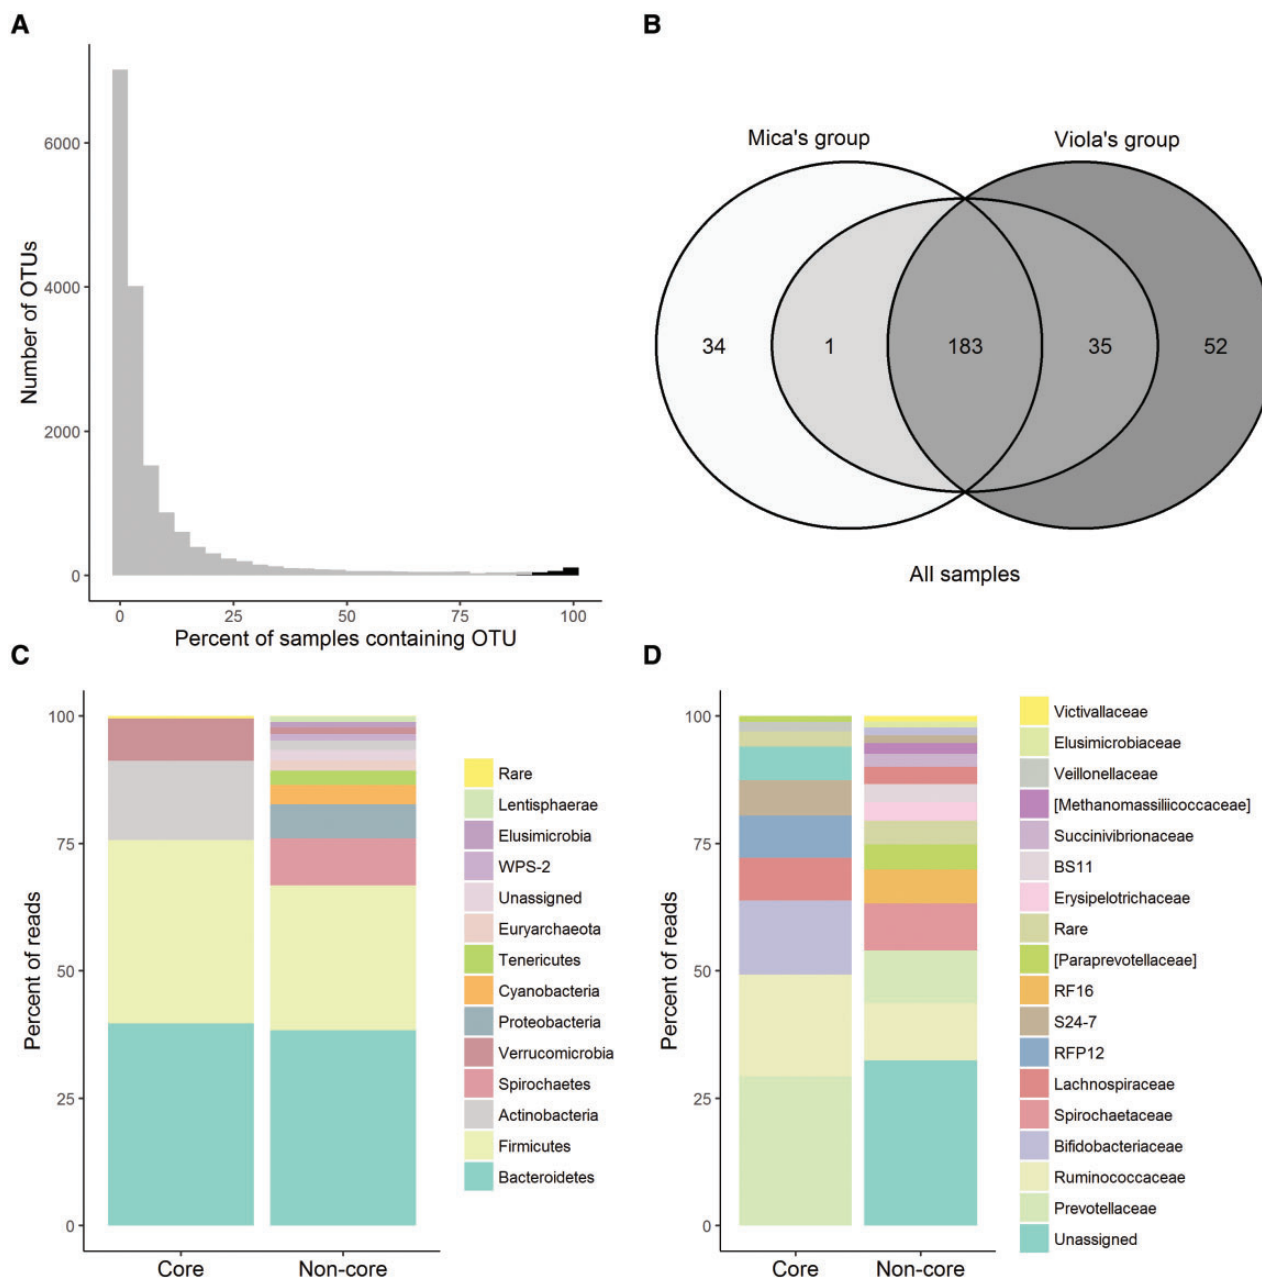 A
Number of OTUs
6000
4000
2000
0
0 25 50 75 100
Percent of samples containing OTU
B
Mica's group Viola's group
34 1 183 35 52
All samples
C
Percent of reads
100
75
50
25
0
Core Non-core
Rare
Lentisphaerae
Elusimicrobia
WPS-2
Unassigned
Euryarchaeota
Tenericutes
Cyanobacteria
Proteobacteria
Verrucomicrobia
Spirochaetes
Actinobacteria
Firmicutes
Bacteroidetes
D
Percent of reads
100
75
50
25
0
Core Non-core
Victivallaceae
Elusimicrobiaceae
Veillonellaceae
[Methanomassiliicoccaceae]
Succinivibrionaceae
BS11
Erysipelotrichaceae
Rare
[Paraprevotellaceae]
RF16
S24-7
RFP12
Lachnospiraceae
Spirochaetaceae
Bifidobacteriaceae
Ruminococcaceae
Prevotellaceae
Unassigned